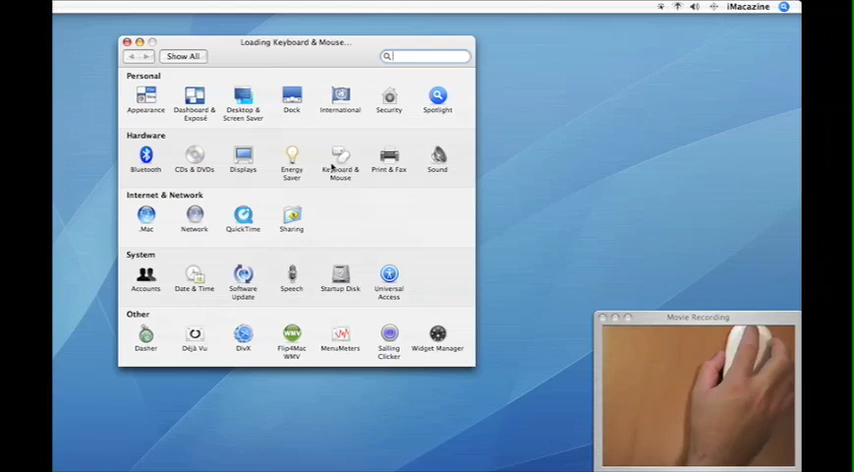 iMacazine
Loading Keyboard & Mouse...
Show All
Personal
Appearance
Dashboard & Exposé
Desktop & Screen Saver
Dock
International
Security
Spotlight
Hardware
Bluetooth
CDs & DVDs
Displays
Energy Saver
Keyboard & Mouse
Print & Fax
Sound
Internet & Network
.Mac
Network
QuickTime
Sharing
System
Accounts
Date & Time
Software Update
Speech
Startup Disk
Universal Access
Other
Dasher
Déjà Vu
DivX
Flip4Mac WMV
MenuMeters
Sailing Clicker
Widget Manager
Movie Recording